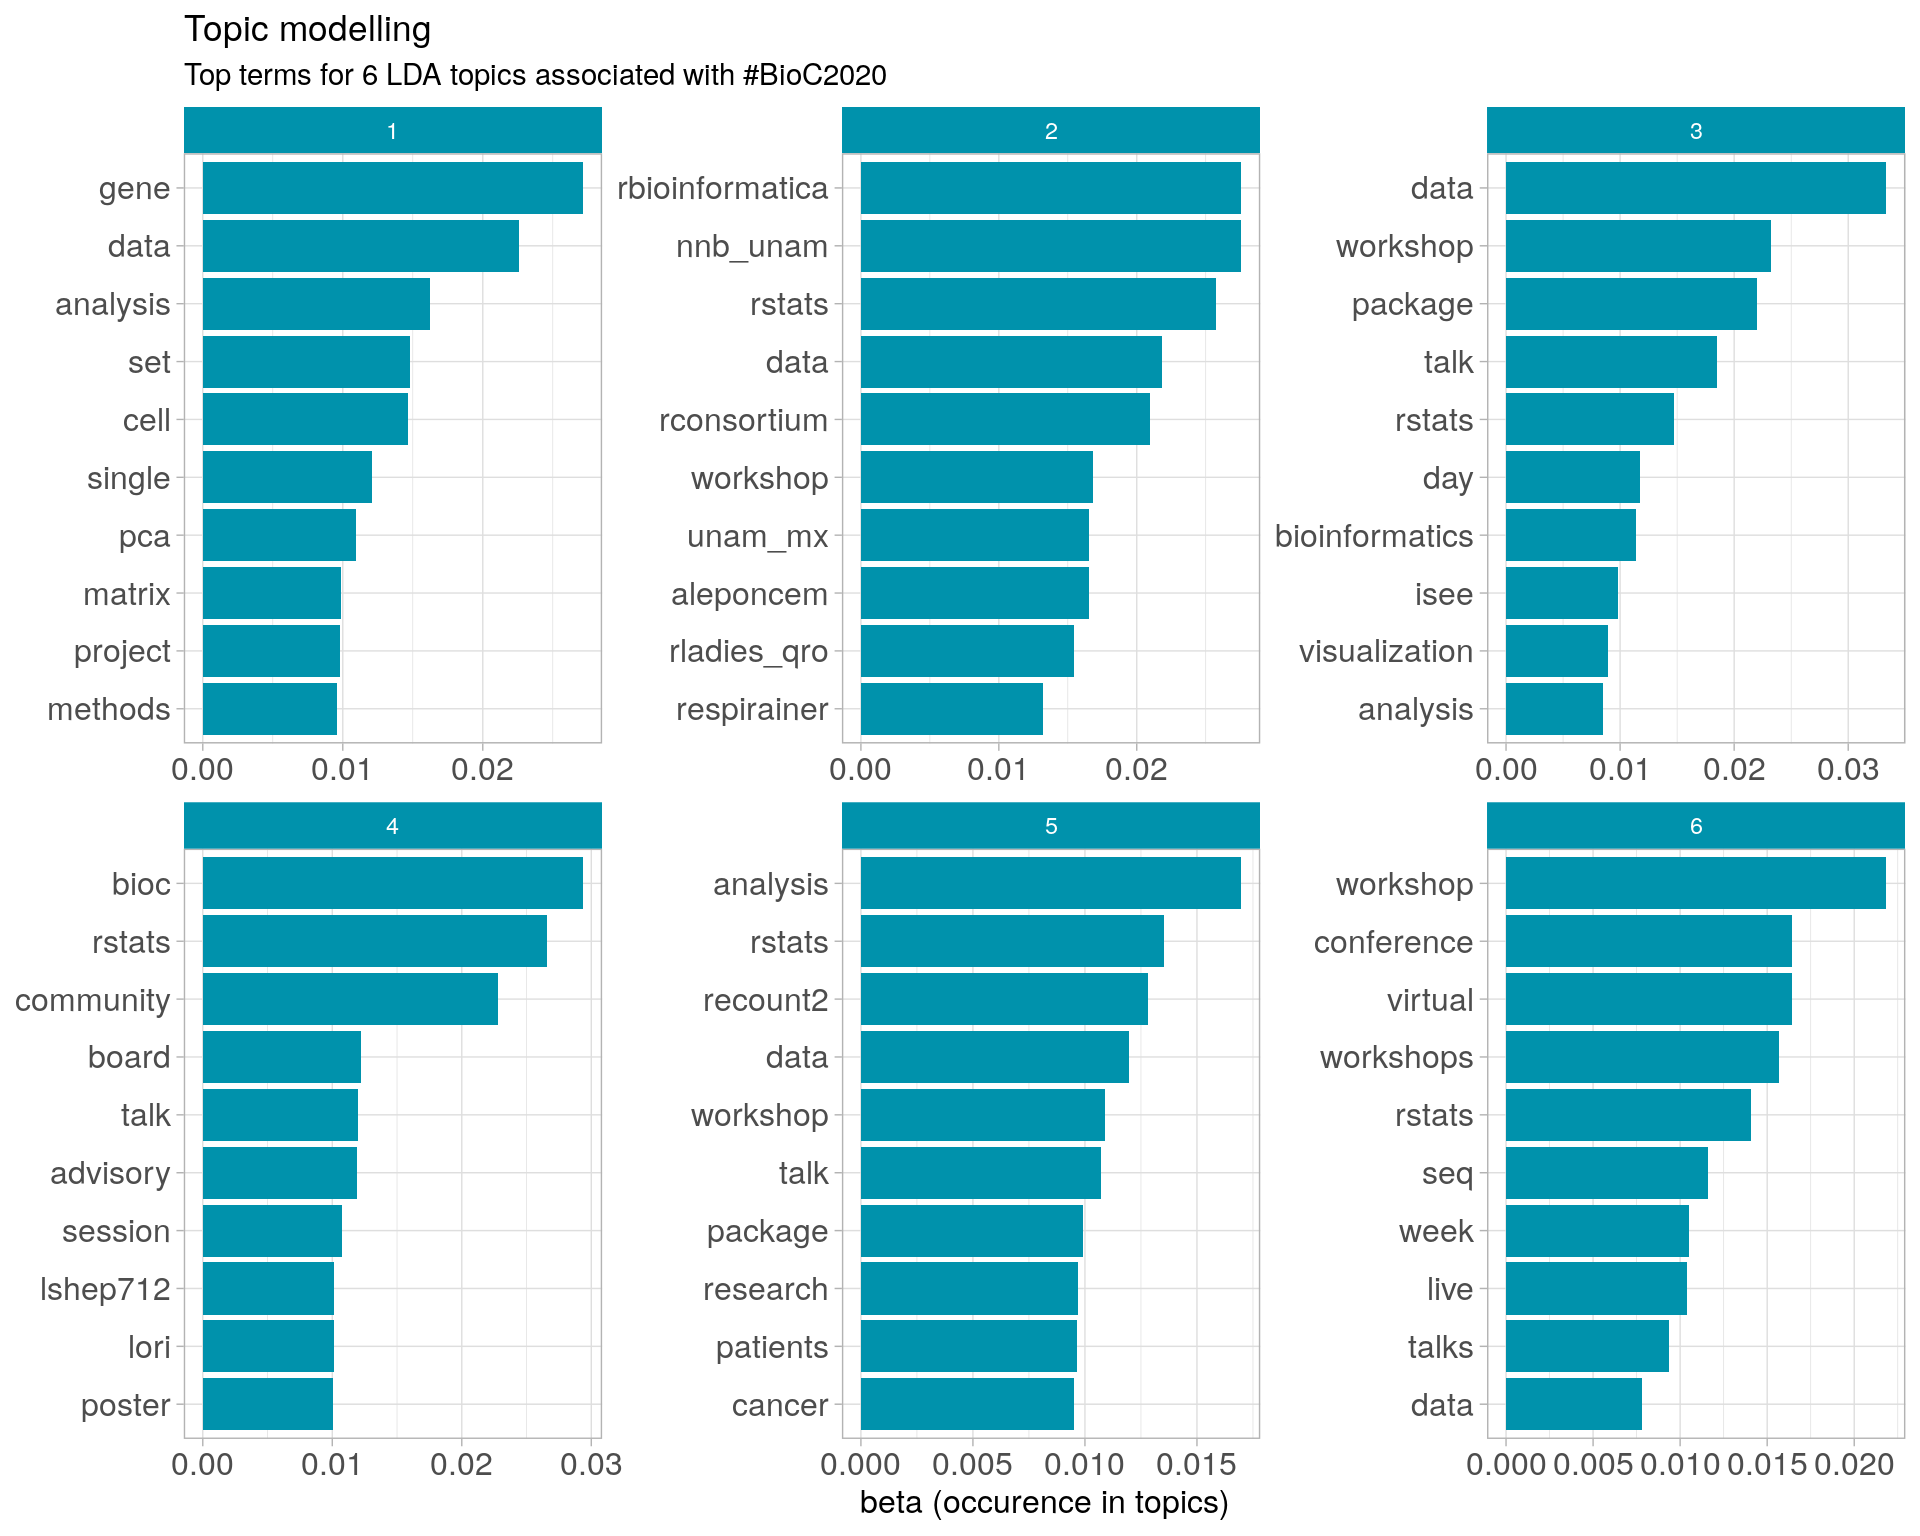 Topic modelling
Top terms for 6 LDA topics associated with #BioC2020
1
gene
data
analysis
set
cell
single
pca
matrix
project
methods
0.00 0.01 0.02
2
rbioinformatica
nnb_unam
rstats
data
rconsortium
workshop
unam_mx
aleponcem
rladies_qro
respirainer
0.00 0.01 0.02
3
data
workshop
package
talk
rstats
day
bioinformatics
isee
visualization
analysis
0.00 0.01 0.02 0.03
4
bioc
rstats
community
board
talk
advisory
session
lshep712
lori
poster
0.00 0.01 0.02 0.03
5
analysis
rstats
recount2
data
workshop
talk
package
research
patients
cancer
0.000 0.005 0.010 0.015
6
workshop
conference
virtual
workshops
rstats
seq
week
live
talks
data
0.000 0.005 0.010 0.015 0.020
beta (occurence in topics)